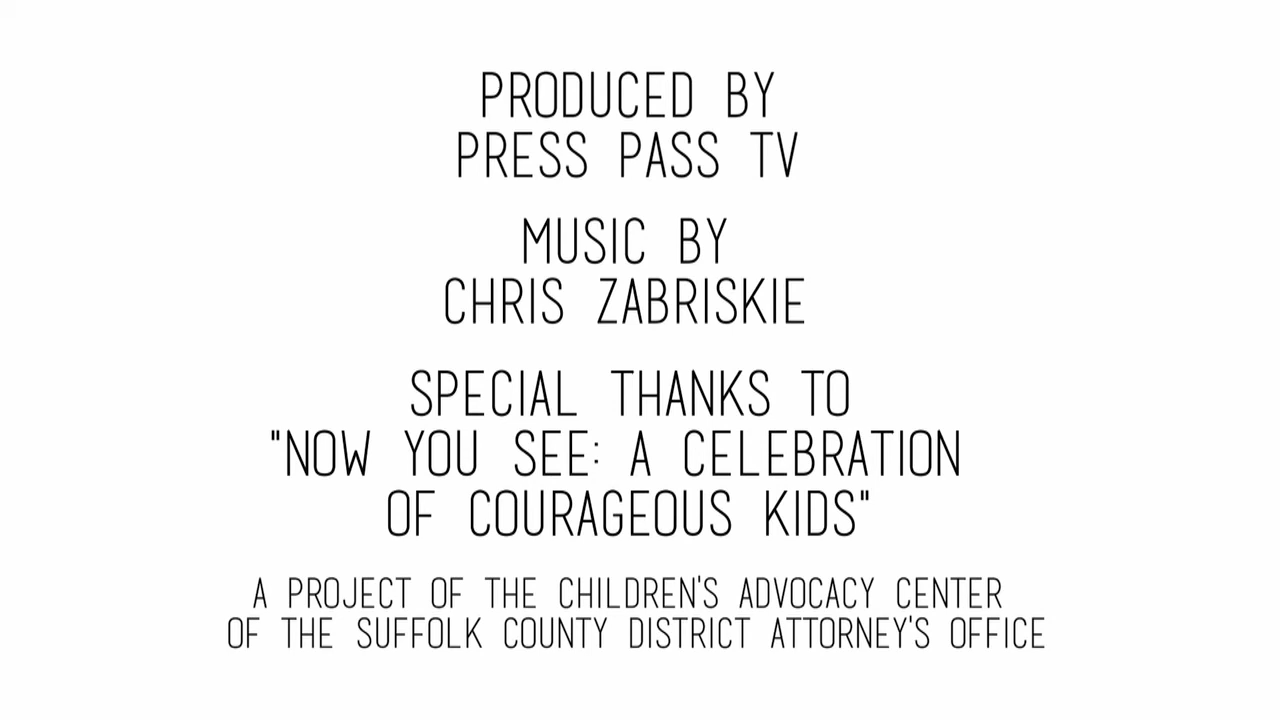 PRODUCED BY
PRESS PASS TV
MUSIC BY
CHRIS ZABRISKIE
SPECIAL THANKS TO
"NOW YOU SEE: A CELEBRATION
OF COURAGEOUS KIDS"
A PROJECT OF THE CHILDREN'S ADVOCACY CENTER
OF THE SUFFOLK COUNTY DISTRICT ATTORNEY'S OFFICE